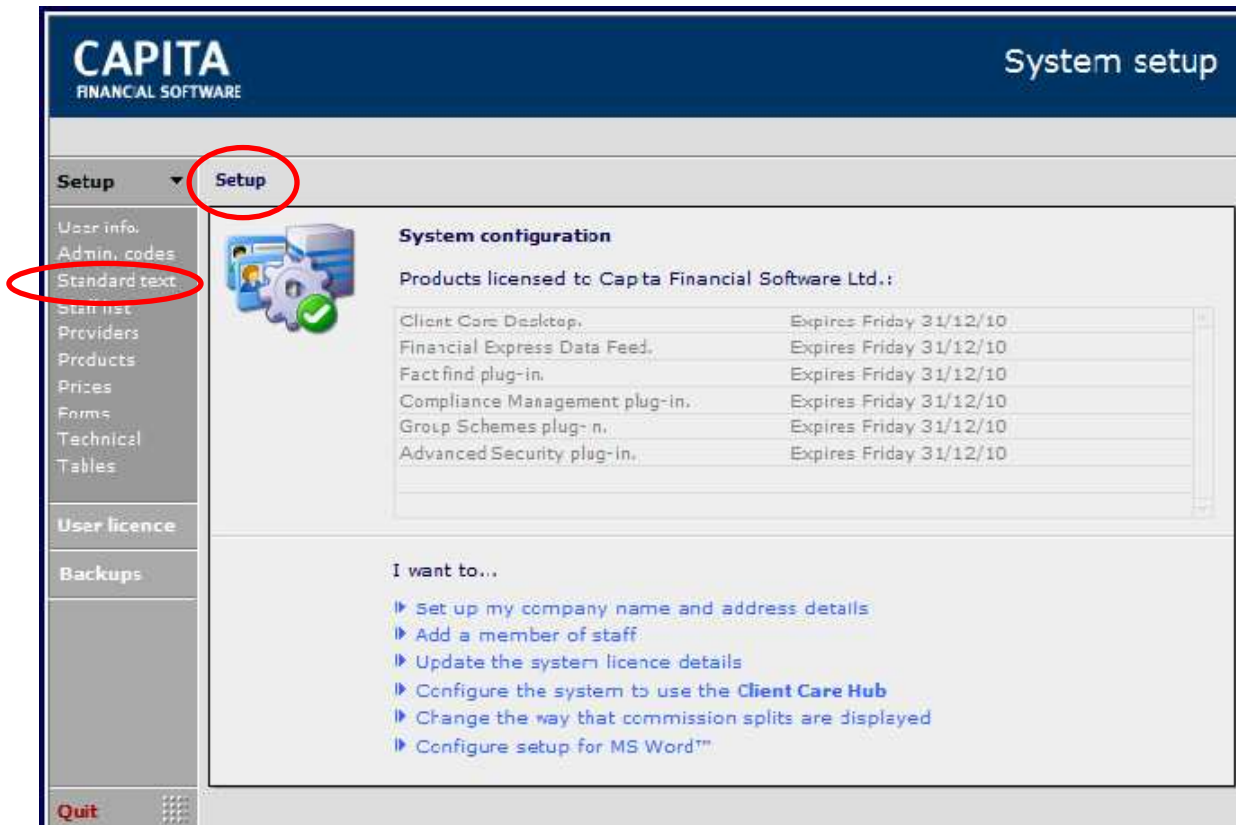 CAPITA
FINANCIAL SOFTWARE
System setup
Setup
Setup
User info.
Admin. codes
Standard text
Staff list
Providers
Products
Prices
Forms
Technical
Tables
User licence
Backups
Quit
System configuration
Products licensed to Capita Financial Software Ltd.:
Client Care Desktop. Expires Friday 31/12/10
Financial Express Data Feed. Expires Friday 31/12/10
Fact find plug-in. Expires Friday 31/12/10
Compliance Management plug-in. Expires Friday 31/12/10
Group Schemes plug-in. Expires Friday 31/12/10
Advanced Security plug-in. Expires Friday 31/12/10
I want to...
Set up my company name and address details
Add a member of staff
Update the system licence details
Configure the system to use the Client Care Hub
Change the way that commission splits are displayed
Configure setup for MS Word™